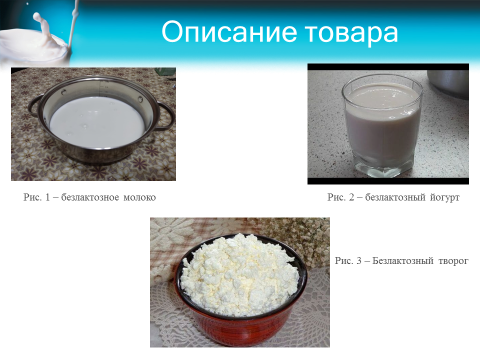 Описание товара
Рис. 1 – безлактозное молоко
Рис. 2 – безлактозный йогурт
Рис. 3 – Безлактозный творог